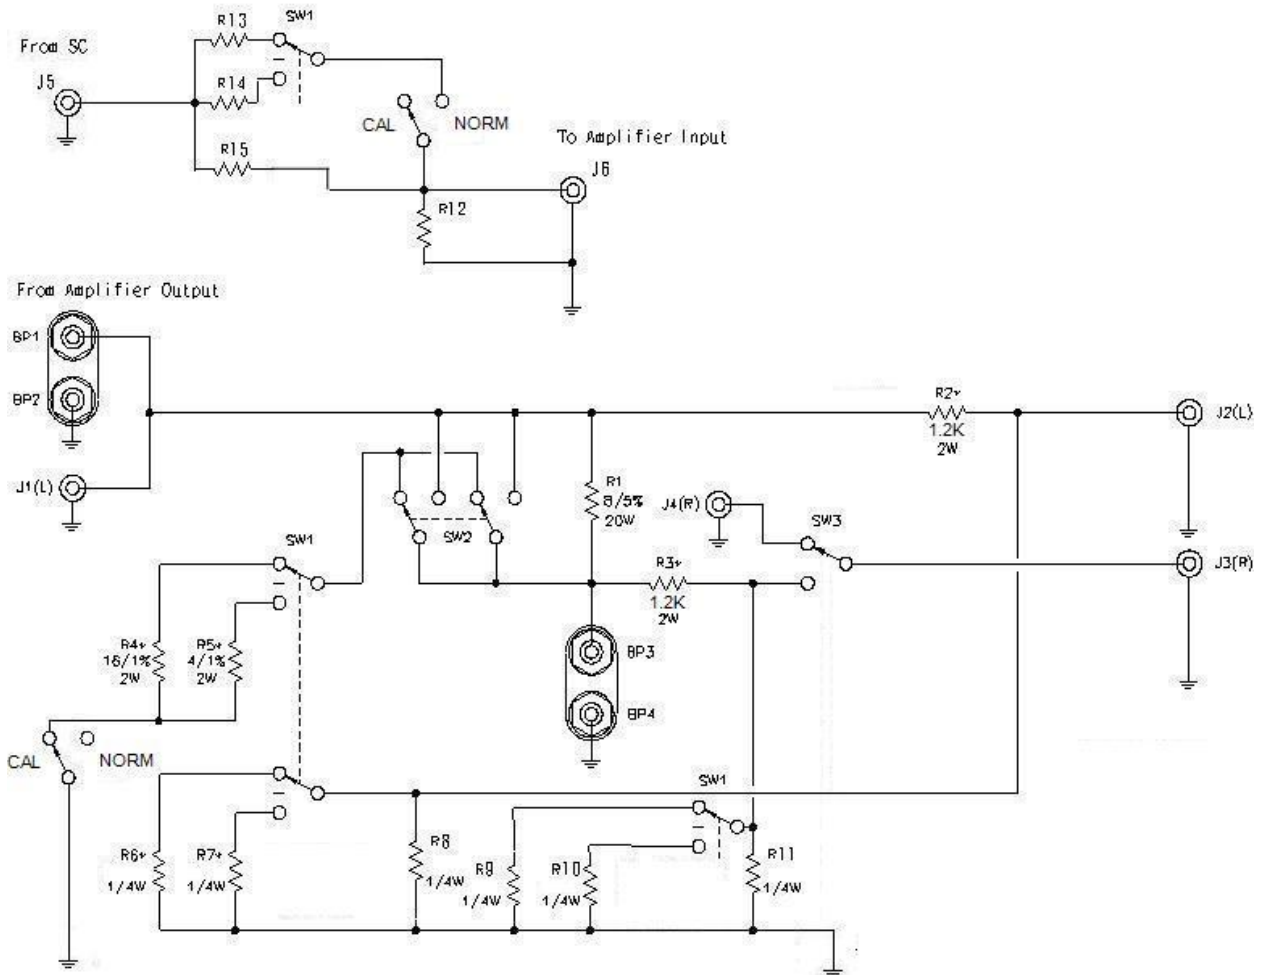 R13
SW1
From SC
J5
R14
CAL
NORM
To Amplifier Input
J6
R15
R12
From Amplifier Output
BP1
BP2
J1(L)
R2*
1.2K
2W
J2(L)
R1
8/5%
20W
J4(R)
SW3
SW2
SW1
R3*
1.2K
2W
J3(R)
R4*
16/1%
2W
R5*
4/1%
2W
BP3
BP4
CAL
NORM
SW1
R6*
1/4W
R7*
1/4W
R8
1/4W
R9
1/4W
R10
1/4W
R11
1/4W